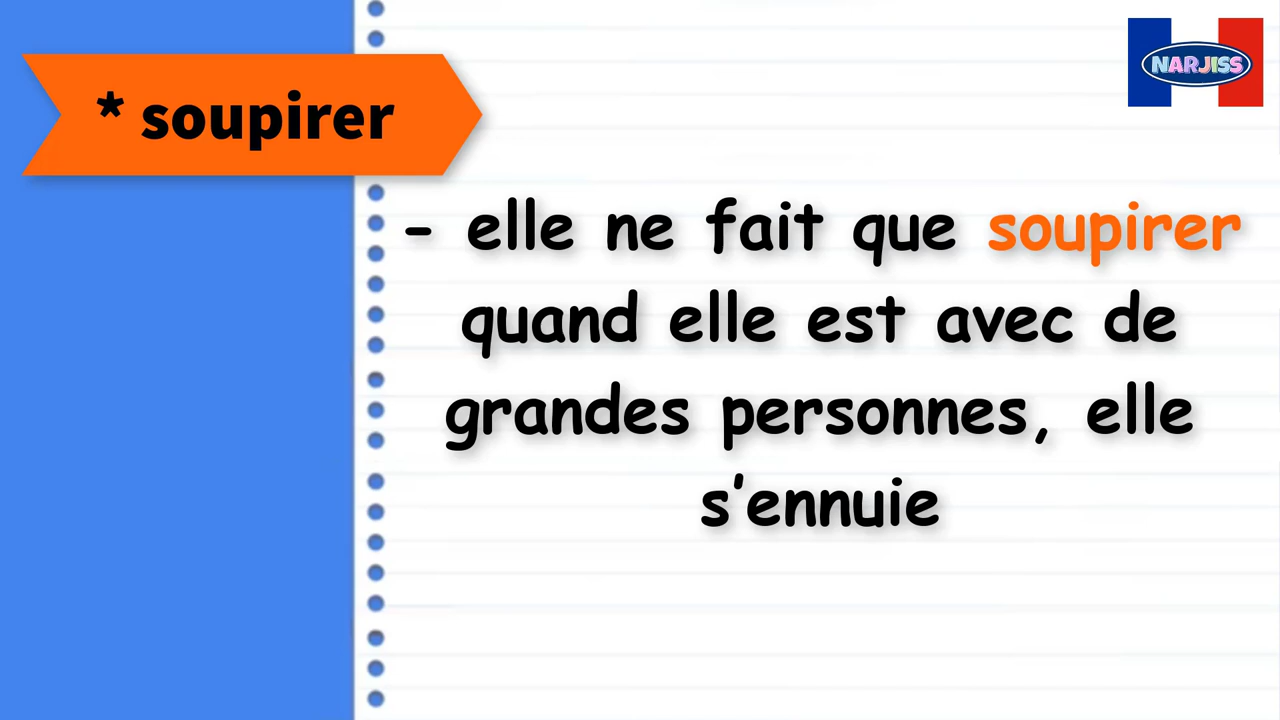 NARJISS
* soupirer
- elle ne fait que soupirer
quand elle est avec de
grandes personnes, elle
s'ennuie